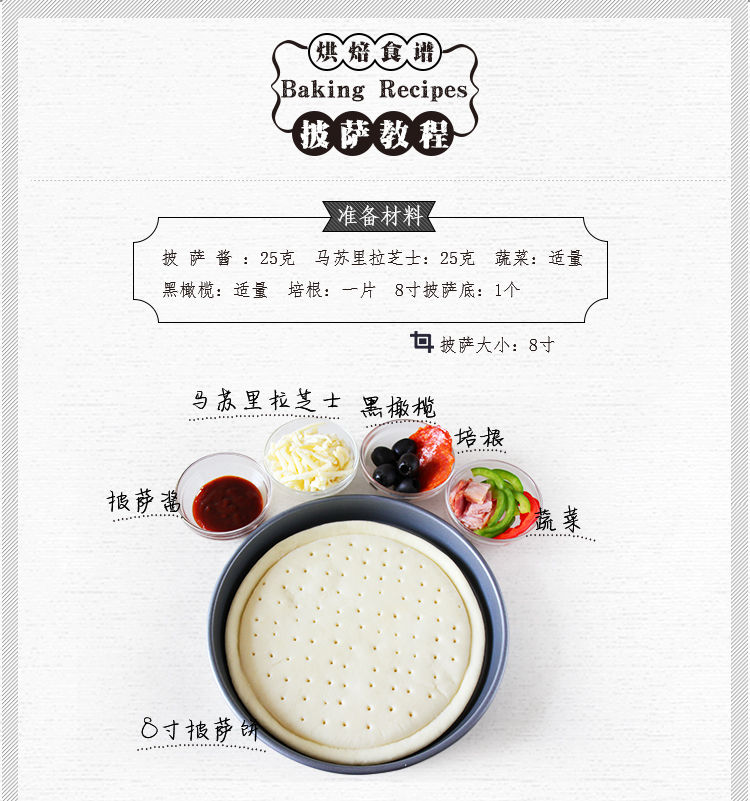 烘焙食谱
Baking Recipes
披萨教程
准备材料
披 萨 酱 ：25克 马苏里拉芝士：25克 蔬菜：适量
黑橄榄：适量 培根：一片 8寸披萨底：1个
披萨大小：8寸
马苏里拉芝士
黑橄榄
培根
披萨酱
蔬菜
8寸披萨饼